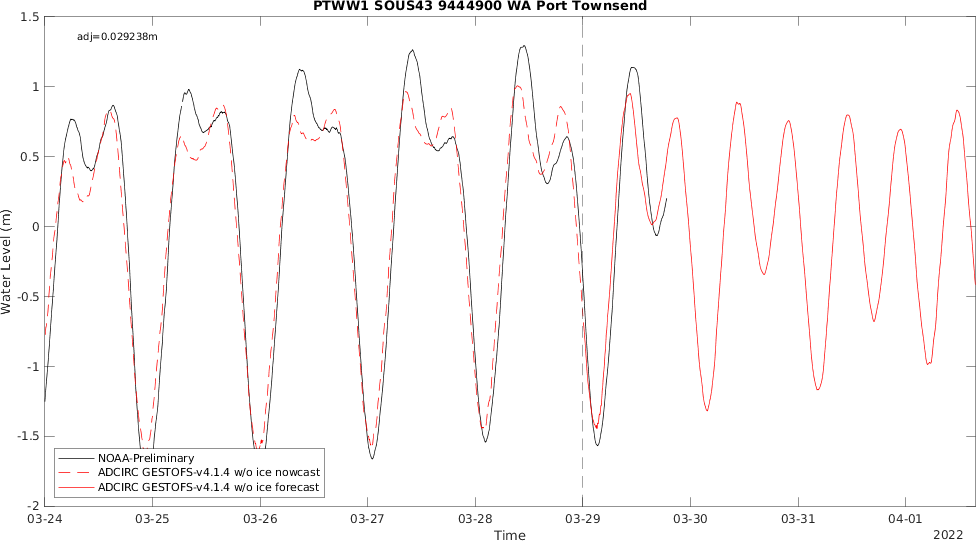 PTWW1 SOUS43 9444900 WA Port Townsend
adj=0.029238m
1.5
1
0.5
0
-0.5
-1
-1.5
-2
Water Level (m)
NOAA-Preliminary
ADCIRC GESTOFS-v4.1.4 w/o ice nowcast
ADCIRC GESTOFS-v4.1.4 w/o ice forecast
03-24 03-25 03-26 03-27 03-28 03-29 03-30 03-31 04-01
Time
2022